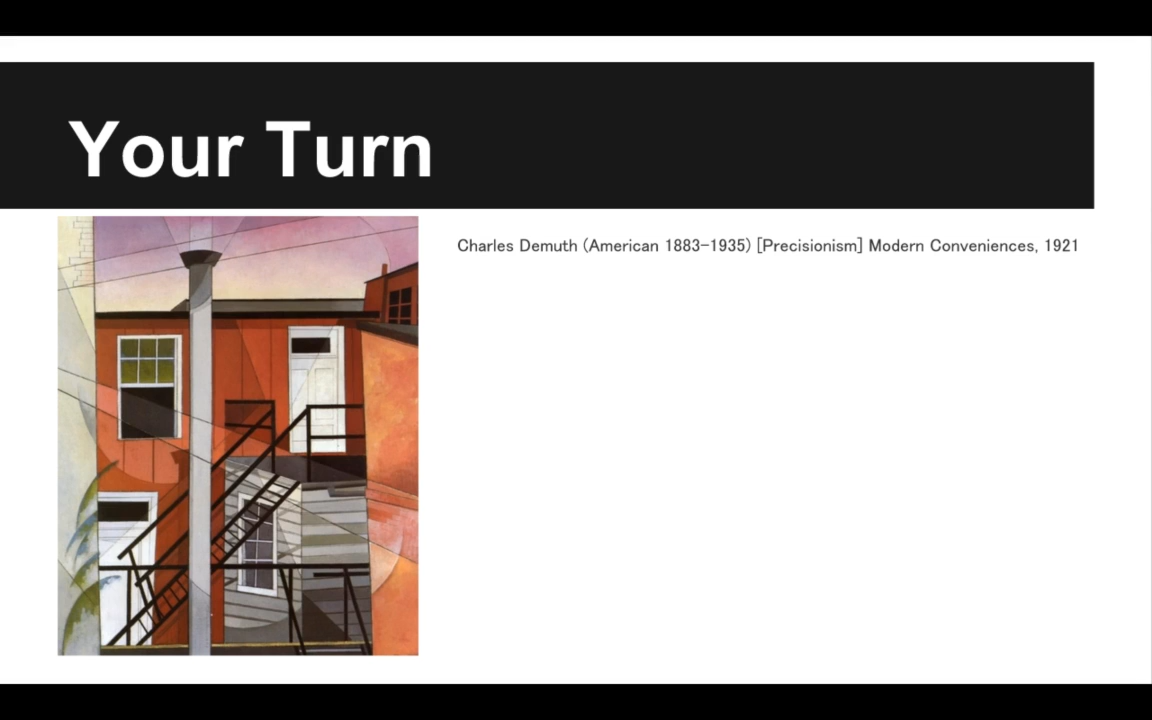 Your Turn
Charles Demuth (American 1883-1935) [Precisionism] Modern Conveniences, 1921